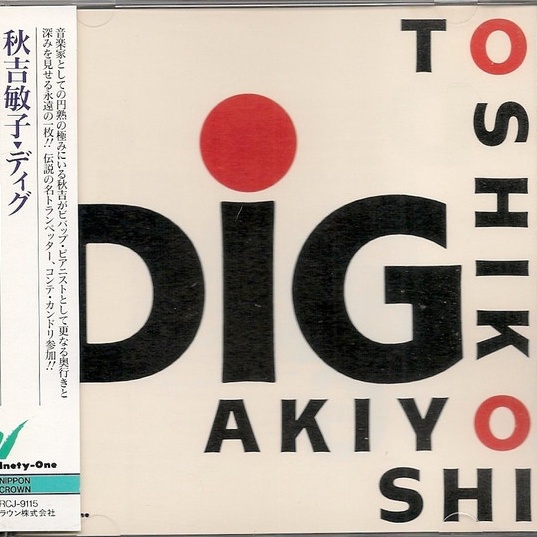 秋吉敏子▾ディグ
音楽家としての円熟の極みにいる秋吉がビバップ・ピアニストとして更なる奥行きと
深みを見せる永遠の一枚!! 伝説の名トランペッター、コンテ・カンドリ参加!!
inety-One
NIPPON
CROWN
RCJ-9115
ラウン株式会社
TOSHIKO
DiG
AKIYO
SHI